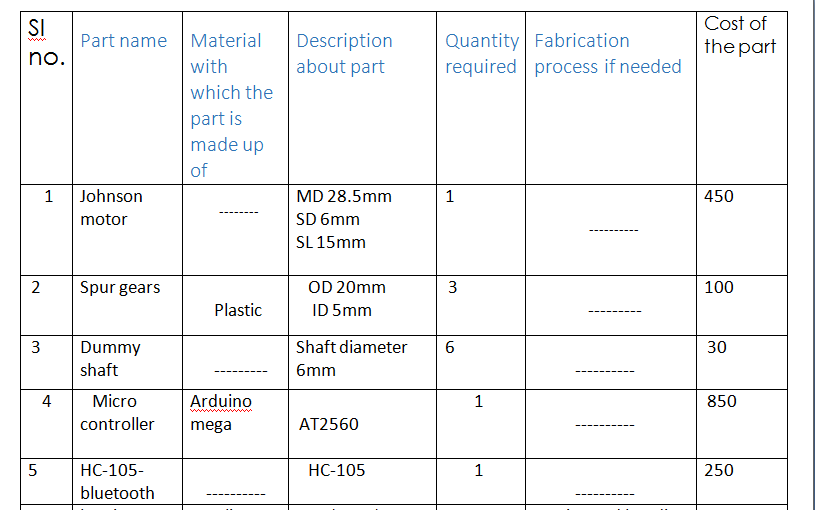 Sl no. Part name Material with which the part is made up of Description about part Quantity required Fabrication process if needed Cost of the part
1 Johnson motor -------- MD 28.5mm SD 6mm SL 15mm 1 ---------- 450
2 Spur gears Plastic OD 20mm ID 5mm 3 --------- 100
3 Dummy shaft --------- Shaft diameter 6mm 6 ---------- 30
4 Micro controller Arduino mega AT2560 1 ---------- 850
5 HC-105-bluetooth ---------- HC-105 1 ---------- 250